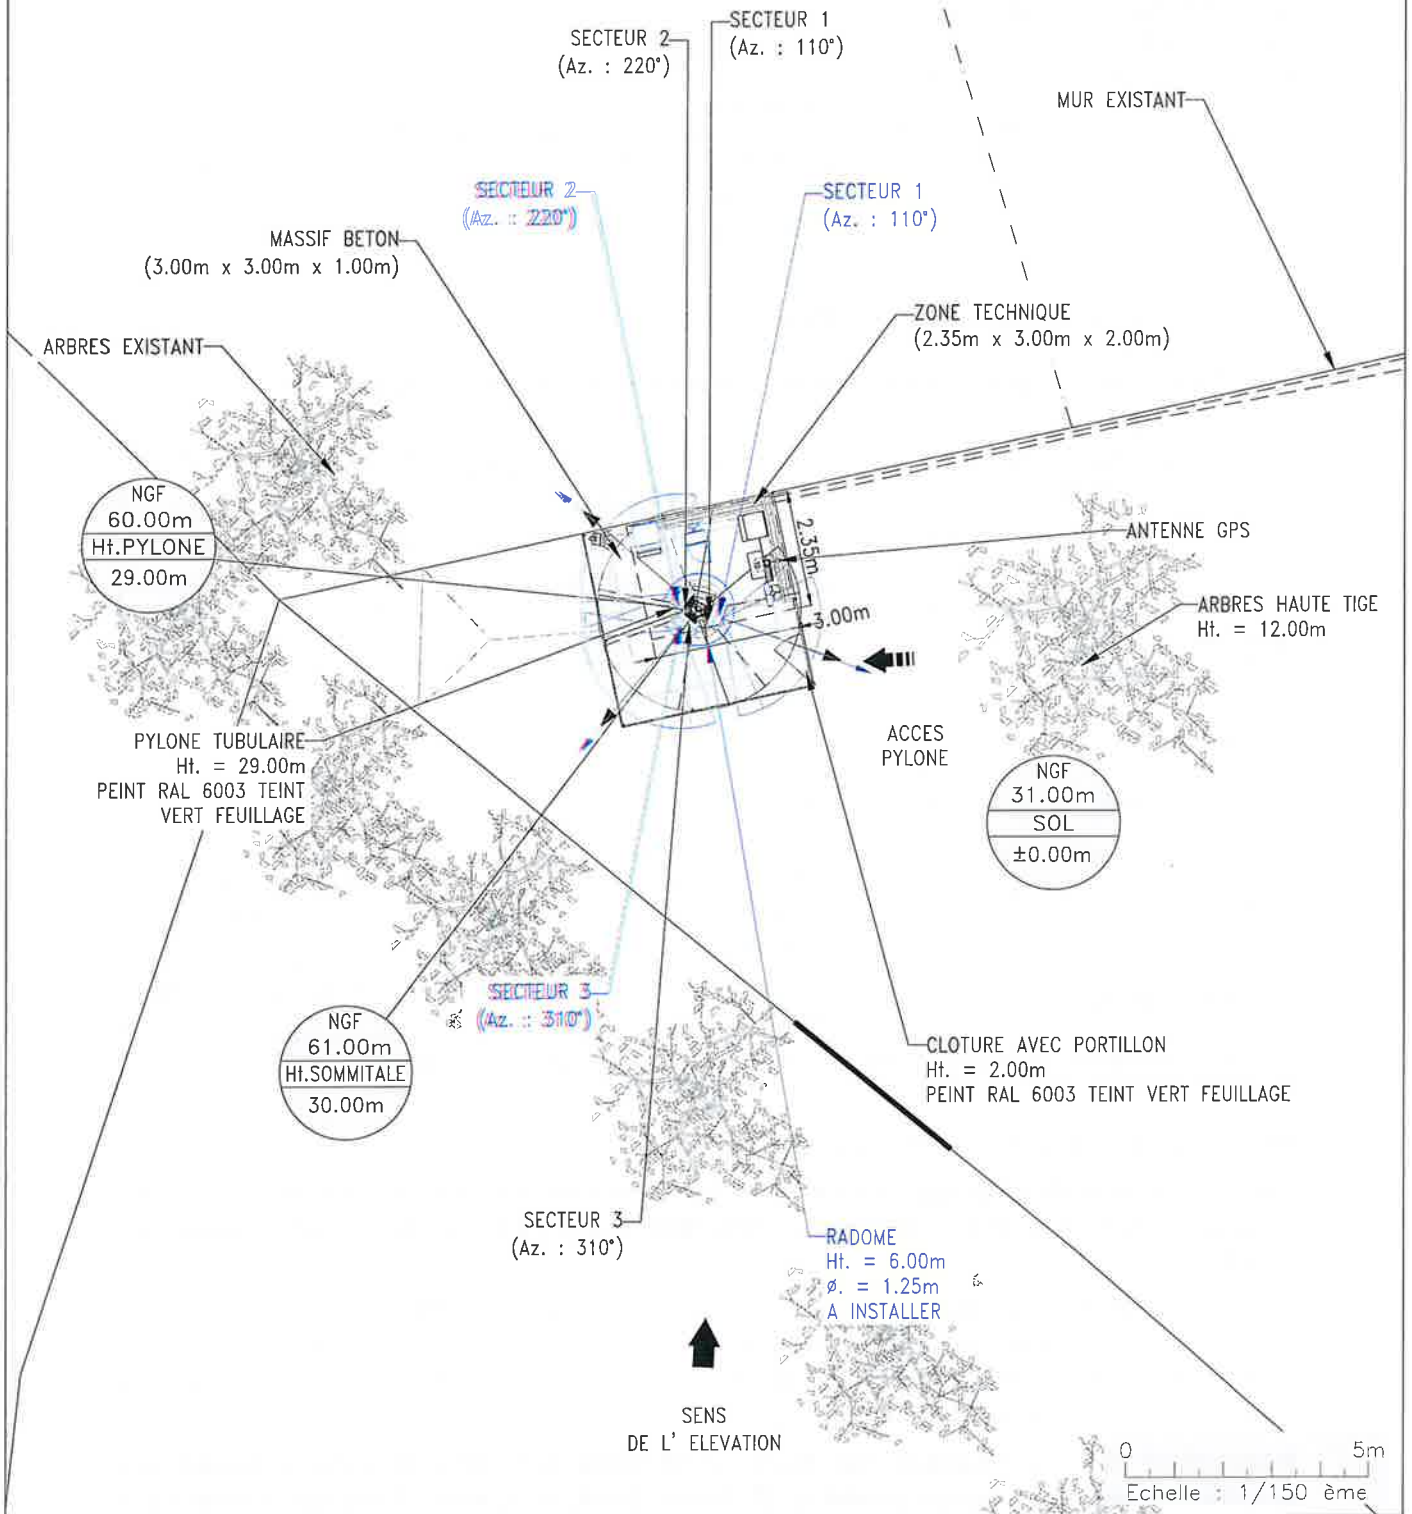 SECTEUR 1
(Az. : 110°)
SECTEUR 2
(Az. : 220°)
MUR EXISTANT
SECTEUR 2
(Az. : 220°)
SECTEUR 1
(Az. : 110°)
MASSIF BETON
(3.00m x 3.00m x 1.00m)
ZONE TECHNIQUE
(2.35m x 3.00m x 2.00m)
ARBRES EXISTANT
NGF
60.00m
Ht.PYLONE
29.00m
2.35m
3.00m
ANTENNE GPS
ARBRES HAUTE TIGE
Ht. = 12.00m
ACCES
PYLONE
PYLONE TUBULAIRE
Ht. = 29.00m
PEINT RAL 6003 TEINT
VERT FEUILLAGE
NGF
31.00m
SOL
±0.00m
SECTEUR 3
(Az. : 310°)
NGF
61.00m
Ht.SOMMITALE
30.00m
CLOTURE AVEC PORTILLON
Ht. = 2.00m
PEINT RAL 6003 TEINT VERT FEUILLAGE
SECTEUR 3
(Az. : 310°)
RADOME
Ht. = 6.00m
ø. = 1.25m
A INSTALLER
SENS
DE L' ELEVATION
0 5m
Echelle : 1/150 ème